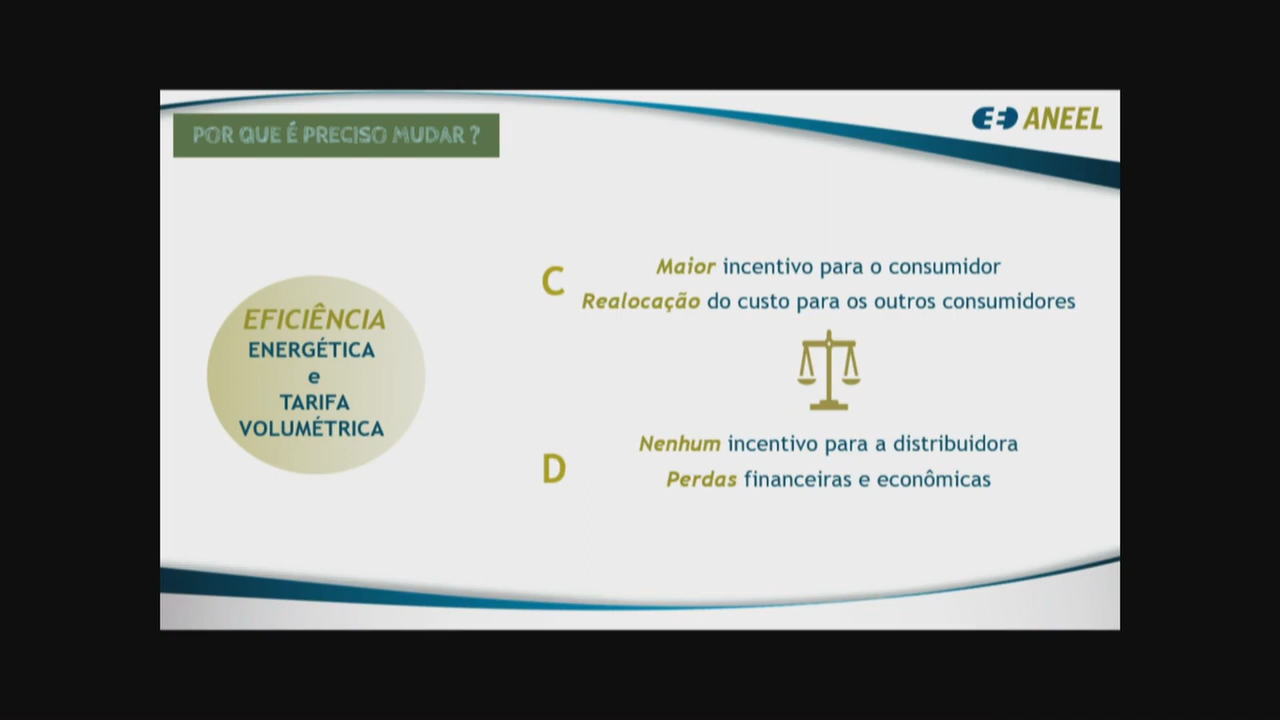 POR QUE É PRECISO MUDAR ?
ANEEL
EFICIÊNCIA
ENERGÉTICA
e
TARIFA
VOLUMÉTRICA
C
Maior incentivo para o consumidor
Realocação do custo para os outros consumidores
D
Nenhum incentivo para a distribuidora
Perdas financeiras e econômicas